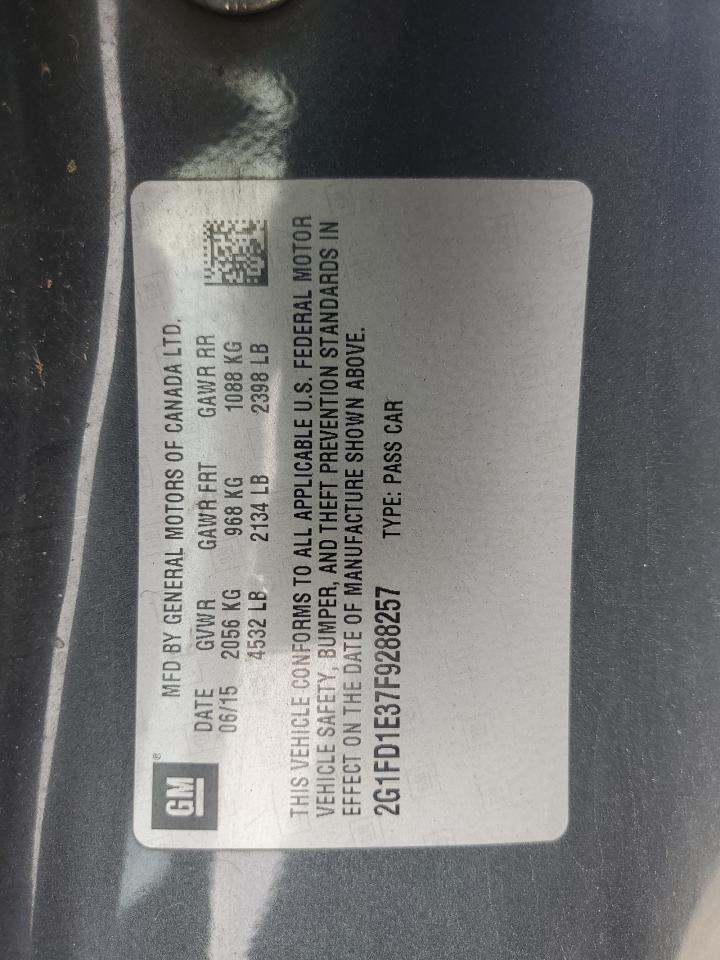 GM®
MFD BY GENERAL MOTORS OF CANADA LTD.
DATE GVWR GAWR FRT GAWR RR
06/15 2056 KG 968 KG 1088 KG
4532 LB 2134 LB 2398 LB
THIS VEHICLE CONFORMS TO ALL APPLICABLE U.S. FEDERAL MOTOR
VEHICLE SAFETY, BUMPER, AND THEFT PREVENTION STANDARDS IN
EFFECT ON THE DATE OF MANUFACTURE SHOWN ABOVE.
2G1FD1E37F9288257 TYPE: PASS CAR